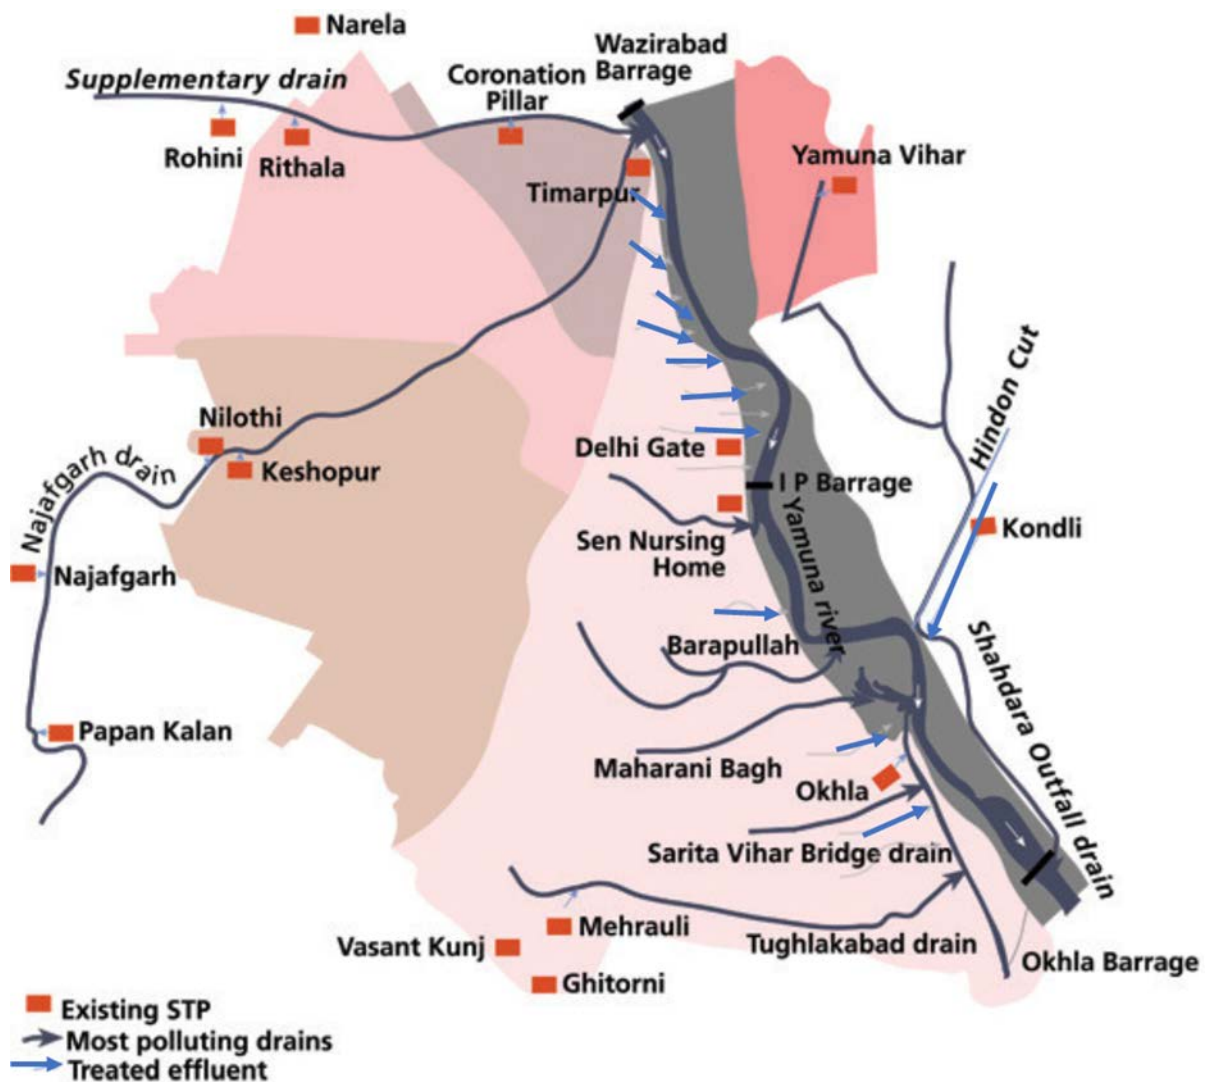 Narela
Wazirabad
Barrage
Supplementary drain
Coronation
Pillar
Rohini
Rithala
Yamuna Vihar
Timarpur
Hindon Cut
Nilothi
Delhi Gate
Najafgarh drain
Keshopur
I P Barrage
Kondli
Sen Nursing
Home
Yamuna river
Najafgarh
Barapullah
Shahdara Outfall drain
Papan Kalan
Maharani Bagh
Okhla
Sarita Vihar Bridge drain
Mehrauli
Vasant Kunj
Tughlakabad drain
Okhla Barrage
Ghitorni
Existing STP
Most polluting drains
Treated effluent